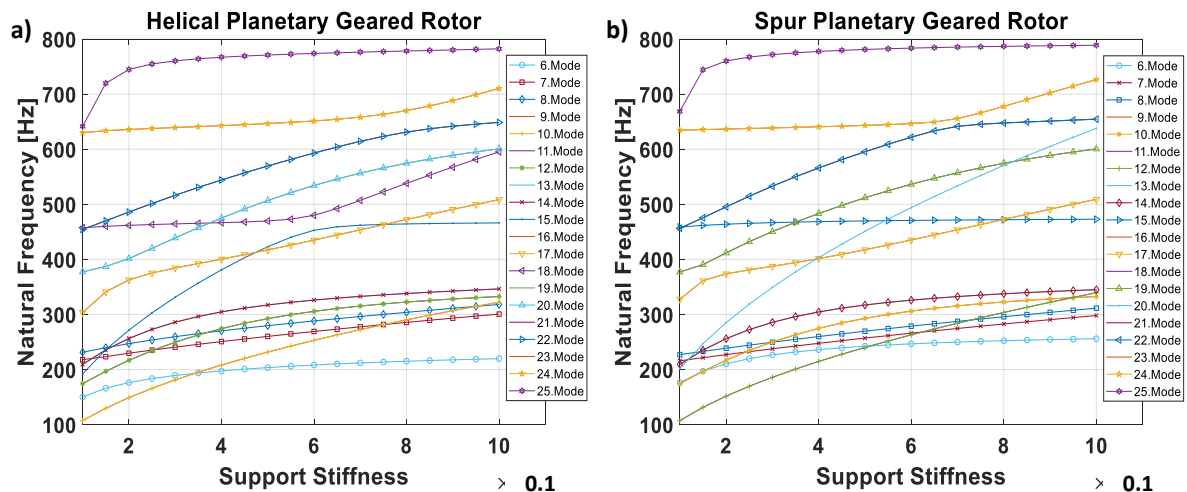 a)
Helical Planetary Geared Rotor
Natural Frequency [Hz]
800
700
600
500
400
300
200
100
2
4
6
8
10
Support Stiffness
× 0.1
6.Mode
7.Mode
8.Mode
9.Mode
10.Mode
11.Mode
12.Mode
13.Mode
14.Mode
15.Mode
16.Mode
17.Mode
18.Mode
19.Mode
20.Mode
21.Mode
22.Mode
23.Mode
24.Mode
25.Mode
b)
Spur Planetary Geared Rotor
Natural Frequency [Hz]
800
700
600
500
400
300
200
100
2
4
6
8
10
Support Stiffness
× 0.1
6.Mode
7.Mode
8.Mode
9.Mode
10.Mode
11.Mode
12.Mode
13.Mode
14.Mode
15.Mode
16.Mode
17.Mode
18.Mode
19.Mode
20.Mode
21.Mode
22.Mode
23.Mode
24.Mode
25.Mode